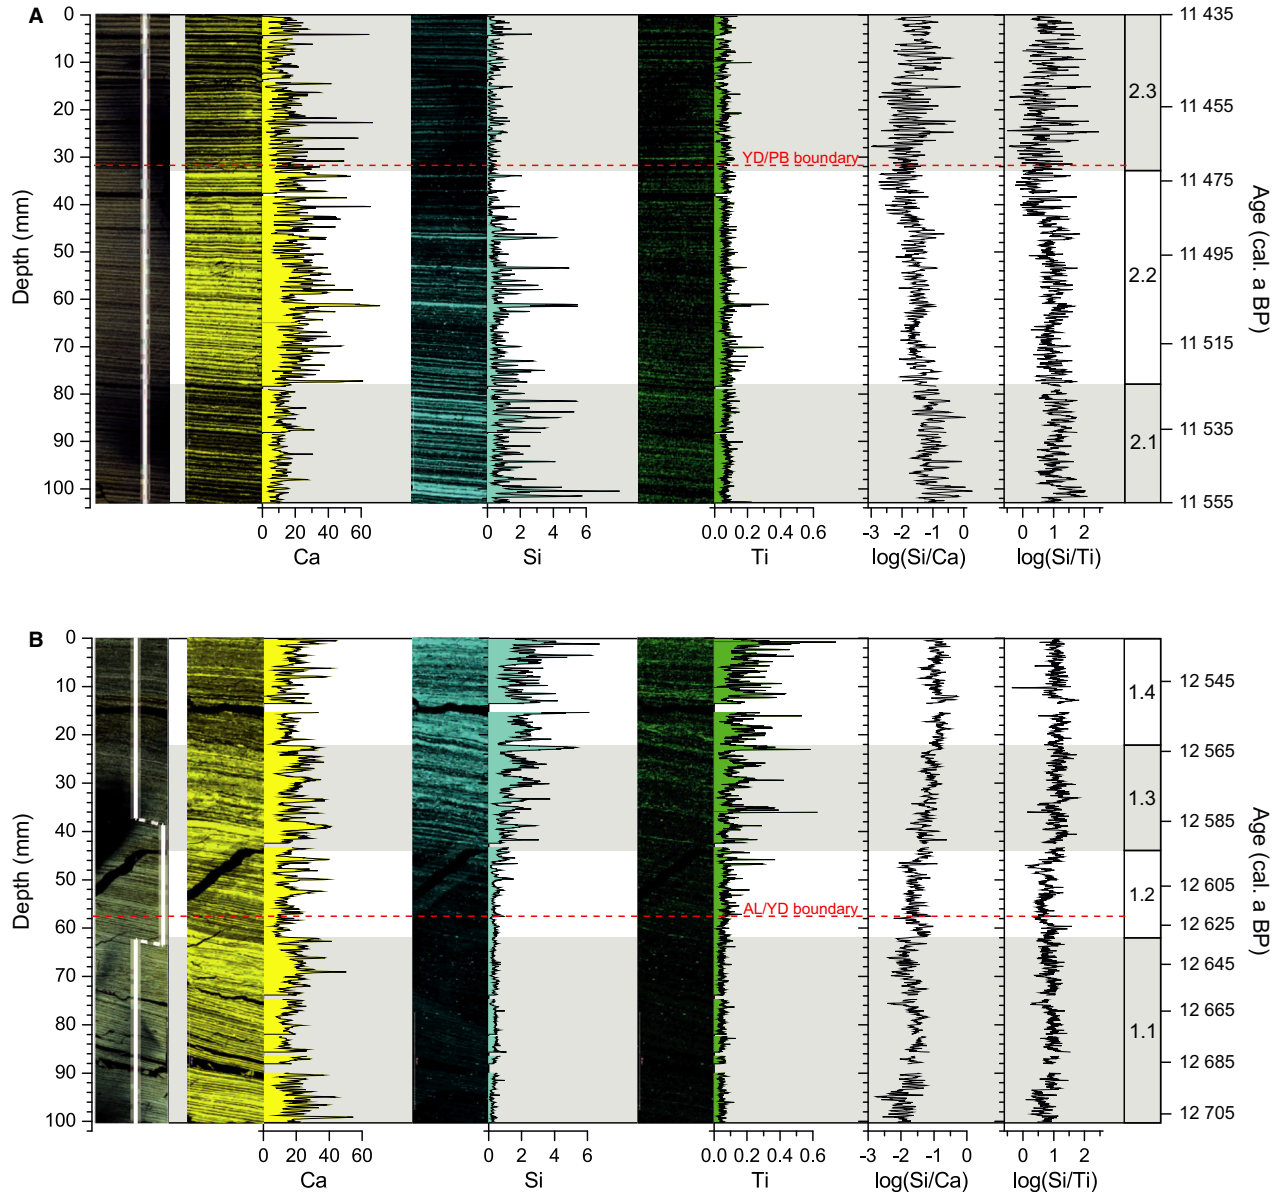 A
0
10
20
30
40
50
60
70
80
90
100
Depth (mm)
YD/PB boundary
2.3
2.2
2.1
11 435
11 455
11 475
11 495
11 515
11 535
11 555
Age (cal. a BP)
0 20 40 60
0 2 4 6
0.0 0.2 0.4 0.6
-3 -2 -1 0
0 1 2
Ca
Si
Ti
log(Si/Ca)
log(Si/Ti)
B
0
10
20
30
40
50
60
70
80
90
100
Depth (mm)
AL/YD boundary
1.4
1.3
1.2
1.1
12 545
12 565
12 585
12 605
12 625
12 645
12 665
12 685
12 705
Age (cal. a BP)
0 20 40 60
0 2 4 6
0.0 0.2 0.4 0.6
-3 -2 -1 0
0 1 2
Ca
Si
Ti
log(Si/Ca)
log(Si/Ti)